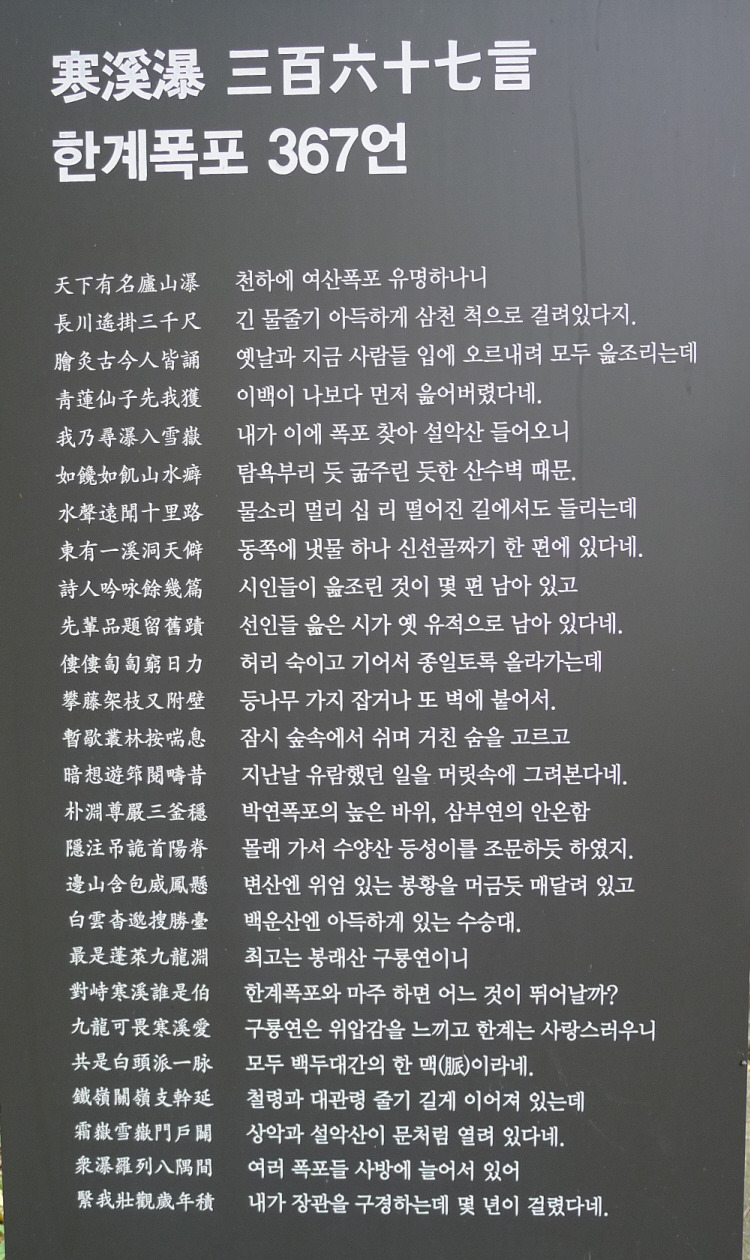 寒溪瀑 三百六十七言
한계폭포 367언
天下有名廬山瀑 천하에 여산폭포 유명하나니
長川遙掛三千尺 긴 물줄기 아득하게 삼천 척으로 걸려있다지.
膾灸古今人皆誦 옛날과 지금 사람들 입에 오르내려 모두 읊조리는데
靑蓮仙子先我獲 이백이 나보다 먼저 읊어버렸다네.
我乃尋瀑入雪嶽 내가 이에 폭포 찾아 설악산 들어오니
如饞如飢山水癖 탐욕부리 듯 굶주린 듯한 산수벽 때문.
水聲遠聞十里路 물소리 멀리 십 리 떨어진 길에서도 들리는데
東有一溪洞天僻 동쪽에 냇물 하나 신선골짜기 한 편에 있다네.
詩人吟咏餘幾篇 시인들이 읊조린 것이 몇 편 남아 있고
先輩品題留舊蹟 선인들 읊은 시가 옛 유적으로 남아 있다네.
僂僂匐匐窮日力 허리 숙이고 기어서 종일토록 올라가는데
攀藤架枝又附壁 등나무 가지 잡거나 또 벽에 붙어서.
暫歇叢林按喘息 잠시 숲속에서 쉬며 거친 숨을 고르고
暗想遊筇閱疇昔 지난날 유람했던 일을 머릿속에 그려본다네.
朴淵尊嚴三釜穩 박연폭포의 높은 바위, 삼부연의 안온함
隱注吊詭首陽脊 몰래 가서 수양산 등성이를 조문하듯 하였지.
邊山含包威鳳懸 변산엔 위엄 있는 봉황을 머금듯 매달려 있고
白雲杳邈搜勝臺 백운산엔 아득하게 있는 수승대.
最是蓬萊九龍淵 최고는 봉래산 구룡연이니
對峙寒溪誰是伯 한계폭포와 마주 하면 어느 것이 뛰어날까?
九龍可畏寒溪愛 구룡연은 위압감을 느끼고 한계는 사랑스러우니
共是白頭派一脉 모두 백두대간의 한 맥(脈)이라네.
鐵嶺關嶺支幹延 철령과 대관령 줄기 길게 이어져 있는데
霜嶽雪嶽門戶闢 상악과 설악산이 문처럼 열려 있다네.
衆瀑羅列八隅間 여러 폭포들 사방에 늘어서 있어
緊我壯觀歲年積 내가 장관을 구경하는데 몇 년이 걸렸다네.